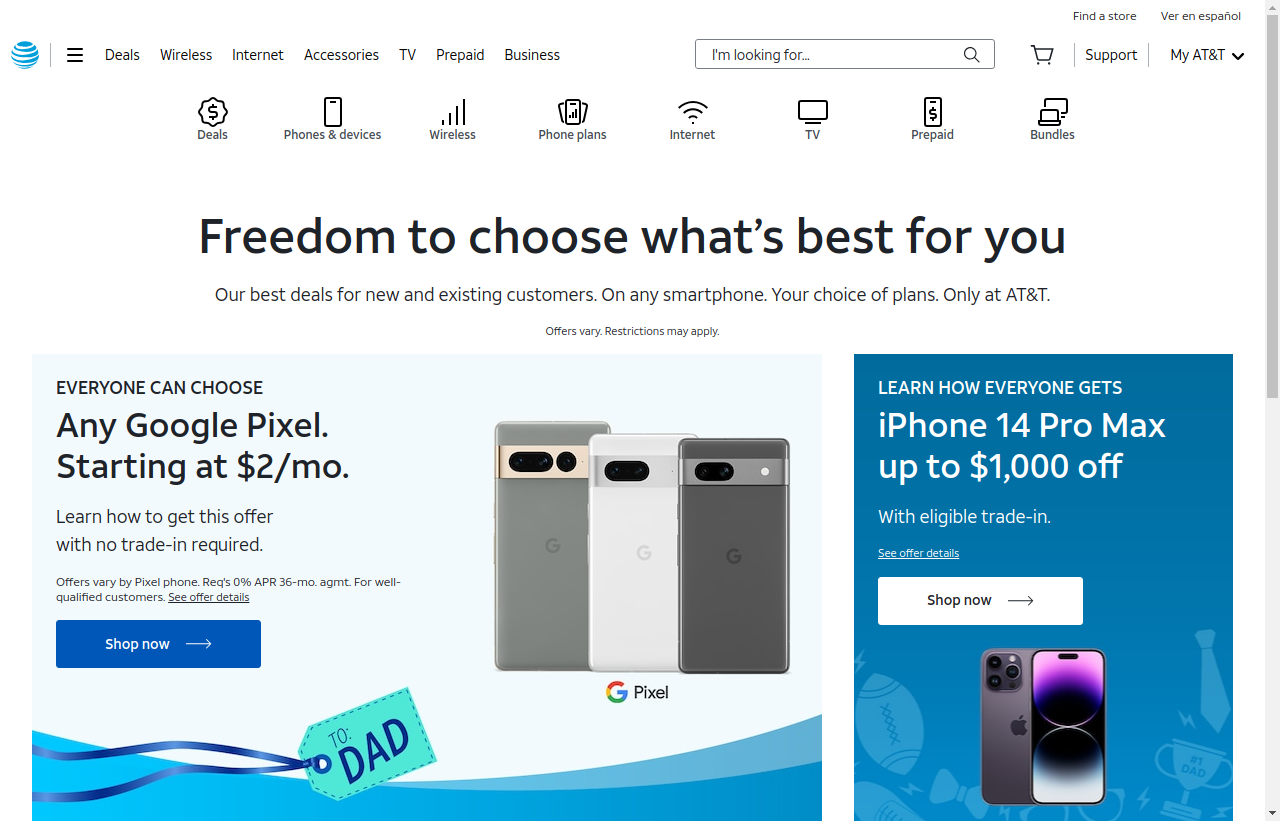 Find a store Ver en español
Deals Wireless Internet Accessories TV Prepaid Business I'm looking for... Support My AT&T
Deals Phones & devices Wireless Phone plans Internet TV Prepaid Bundles
Freedom to choose what's best for you
Our best deals for new and existing customers. On any smartphone. Your choice of plans. Only at AT&T.
Offers vary. Restrictions may apply.
EVERYONE CAN CHOOSE
Any Google Pixel.
Starting at $2/mo.
Learn how to get this offer
with no trade-in required.
Offers vary by Pixel phone. Req's 0% APR 36-mo. agmt. For well-
qualified customers. See offer details
Shop now
G G G
G Pixel
TO:
DAD
LEARN HOW EVERYONE GETS
iPhone 14 Pro Max
up to $1,000 off
With eligible trade-in.
See offer details
Shop now
#1
DAD